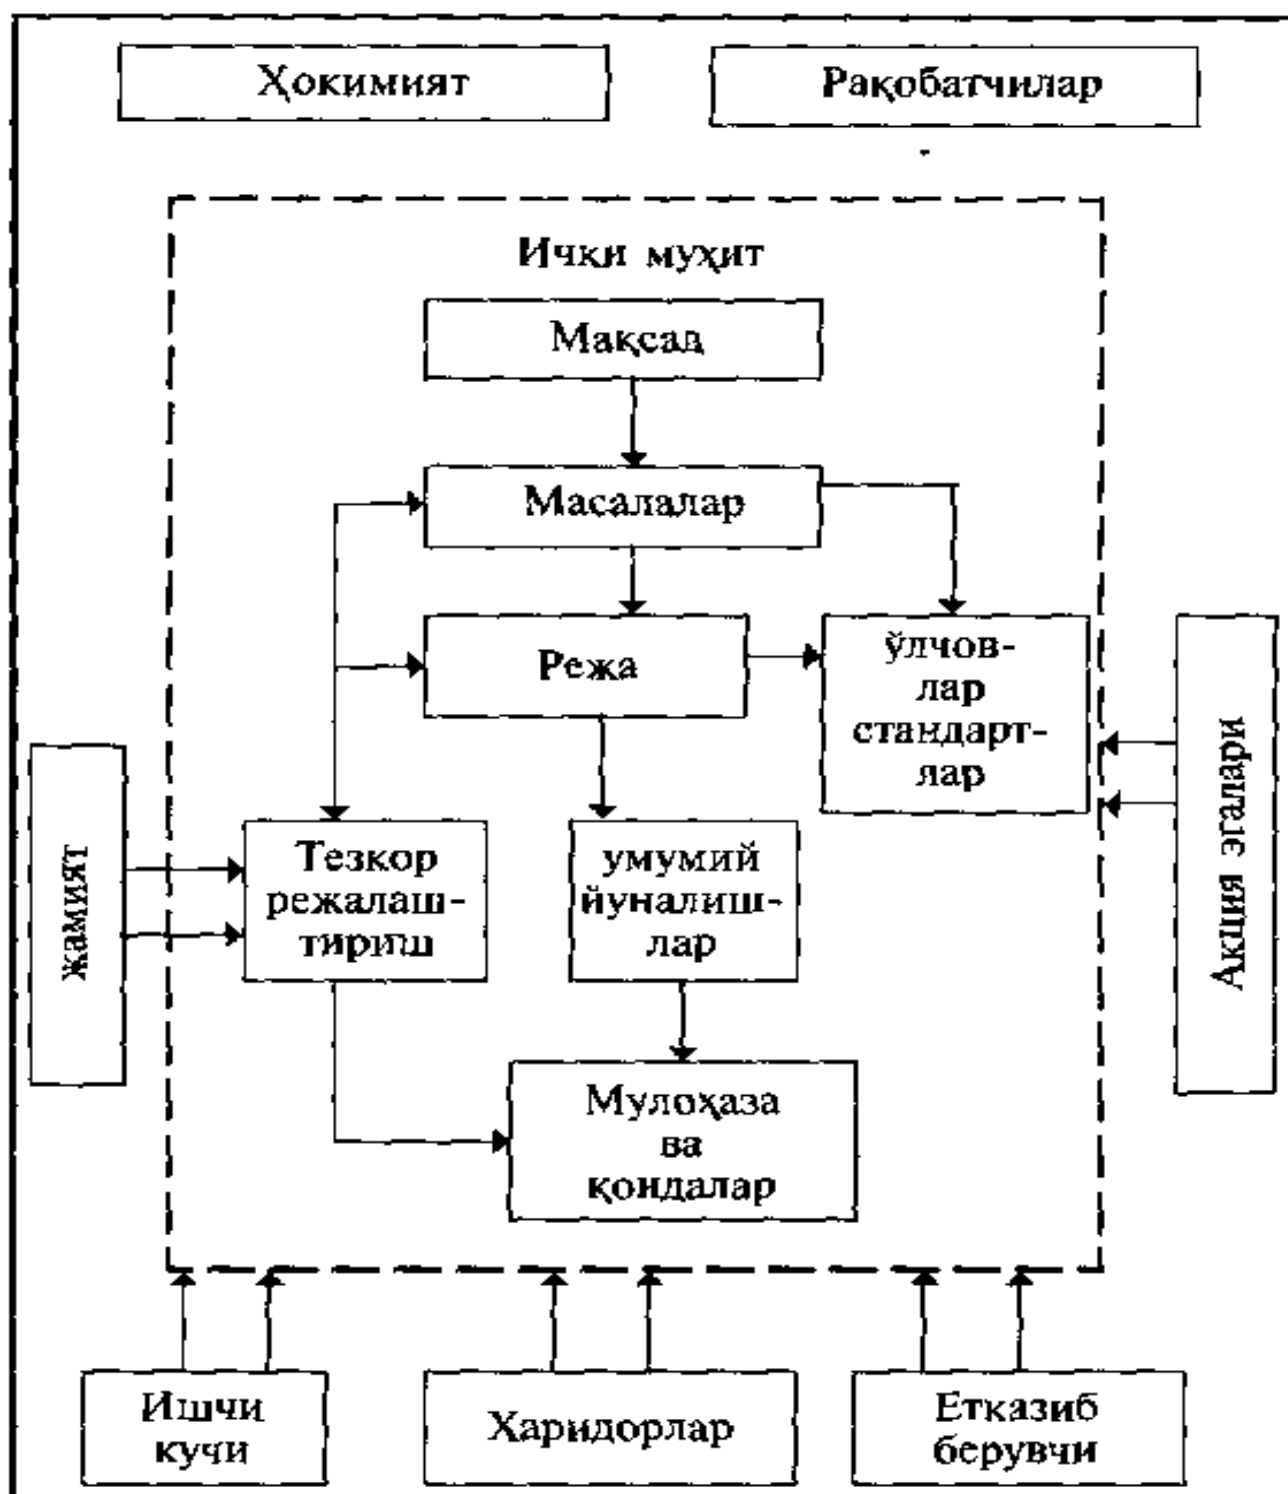 Ҳокимият
Рақобатчилар
Ички муҳит
Мақсад
Масалалар
Режа
ўлчов-
лар
стандарт-
лар
жамият
Тезкор
режалаш-
тириш
умумий
йуналиш-
лар
Акция эгалари
Мулоҳаза
ва
қондалар
Ишчи
кучи
Харидорлар
Етказиб
берувчи